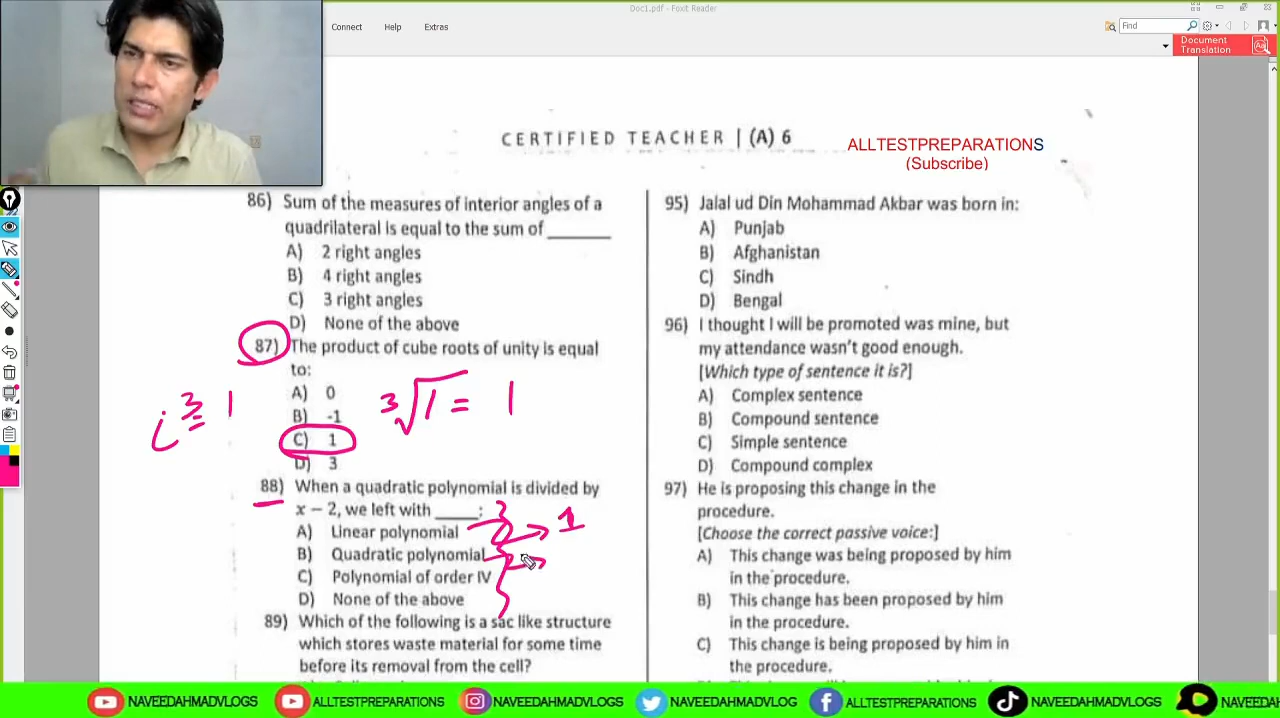 Doc1.pdf - Foxit Reader
Connect Help Extras
Find
Document
Translation
CERTIFIED TEACHER | (A) 6
ALLTESTPREPARATIONS
(Subscribe)
86) Sum of the measures of interior angles of a
quadrilateral is equal to the sum of ______
A) 2 right angles
B) 4 right angles
C) 3 right angles
D) None of the above
87) The product of cube roots of unity is equal
to:
A) 0
B) -1
C) 1
D) 3
i³ = 1
3√1 = 1
88) When a quadratic polynomial is divided by
x – 2, we left with ____:
A) Linear polynomial
B) Quadratic polynomial
C) Polynomial of order IV
D) None of the above
1
89) Which of the following is a sac like structure
which stores waste material for some time
before its removal from the cell?
95) Jalal ud Din Mohammad Akbar was born in:
A) Punjab
B) Afghanistan
C) Sindh
D) Bengal
96) I thought I will be promoted was mine, but
my attendance wasn't good enough.
[Which type of sentence it is?]
A) Complex sentence
B) Compound sentence
C) Simple sentence
D) Compound complex
97) He is proposing this change in the
procedure.
[Choose the correct passive voice:]
A) This change was being proposed by him
in the procedure.
B) This change has been proposed by him
in the procedure.
C) This change is being proposed by him in
the procedure.
NAVEEDAHMADVLOGS ALLTESTPREPARATIONS NAVEEDAHMADVLOGS NAVEEDAHMADVLOG ALLTESTPREPARATIONS NAVEEDAHMADVLOGS NAVEEDA